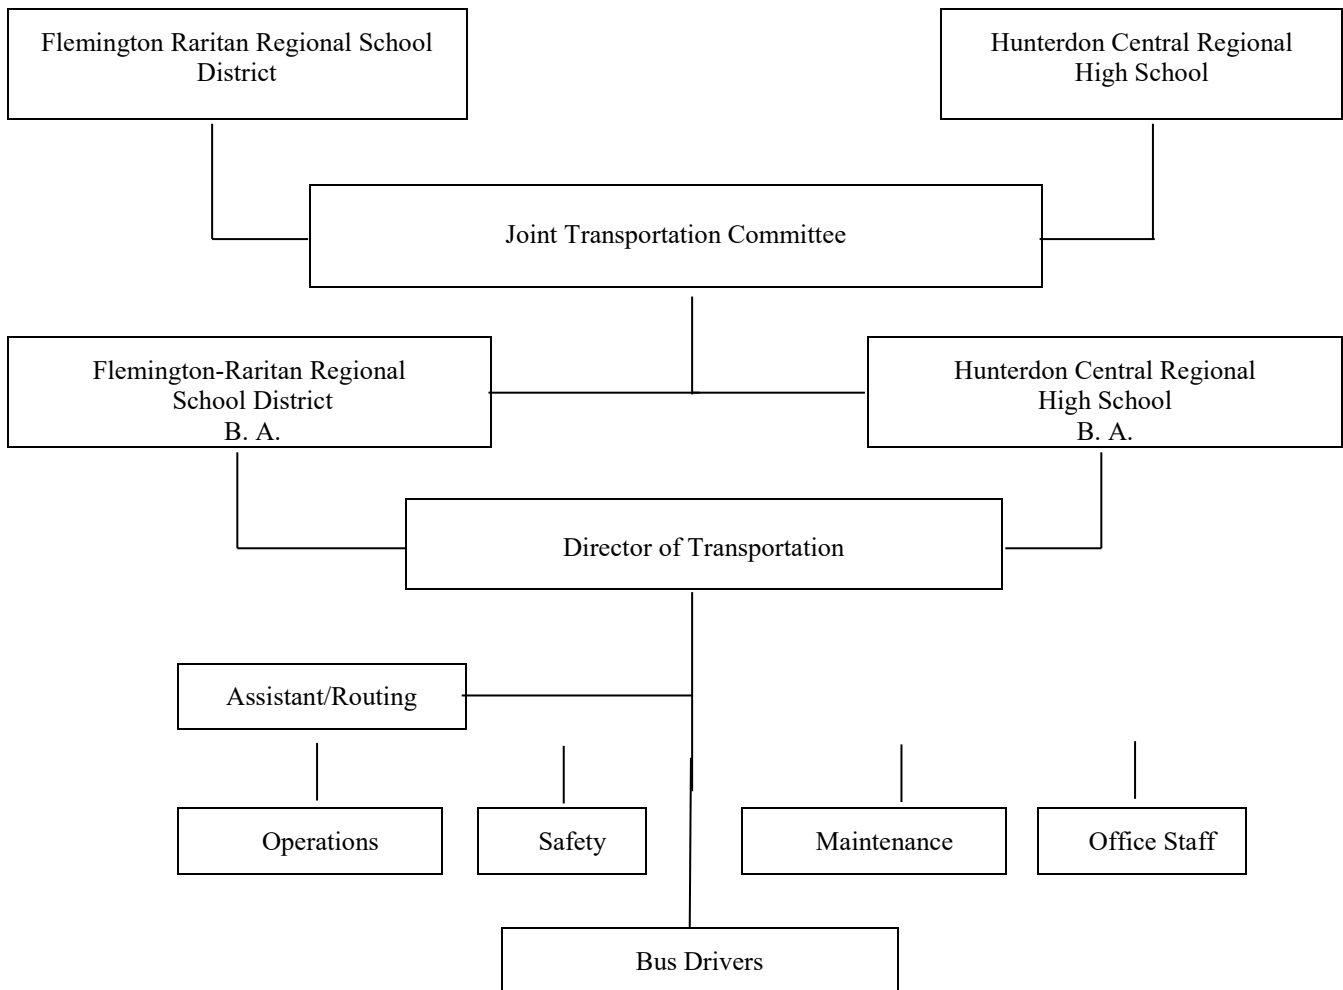 Flemington Raritan Regional School
District
Hunterdon Central Regional
High School
Joint Transportation Committee
Flemington-Raritan Regional
School District
B. A.
Hunterdon Central Regional
High School
B. A.
Director of Transportation
Assistant/Routing
Operations
Safety
Maintenance
Office Staff
Bus Drivers